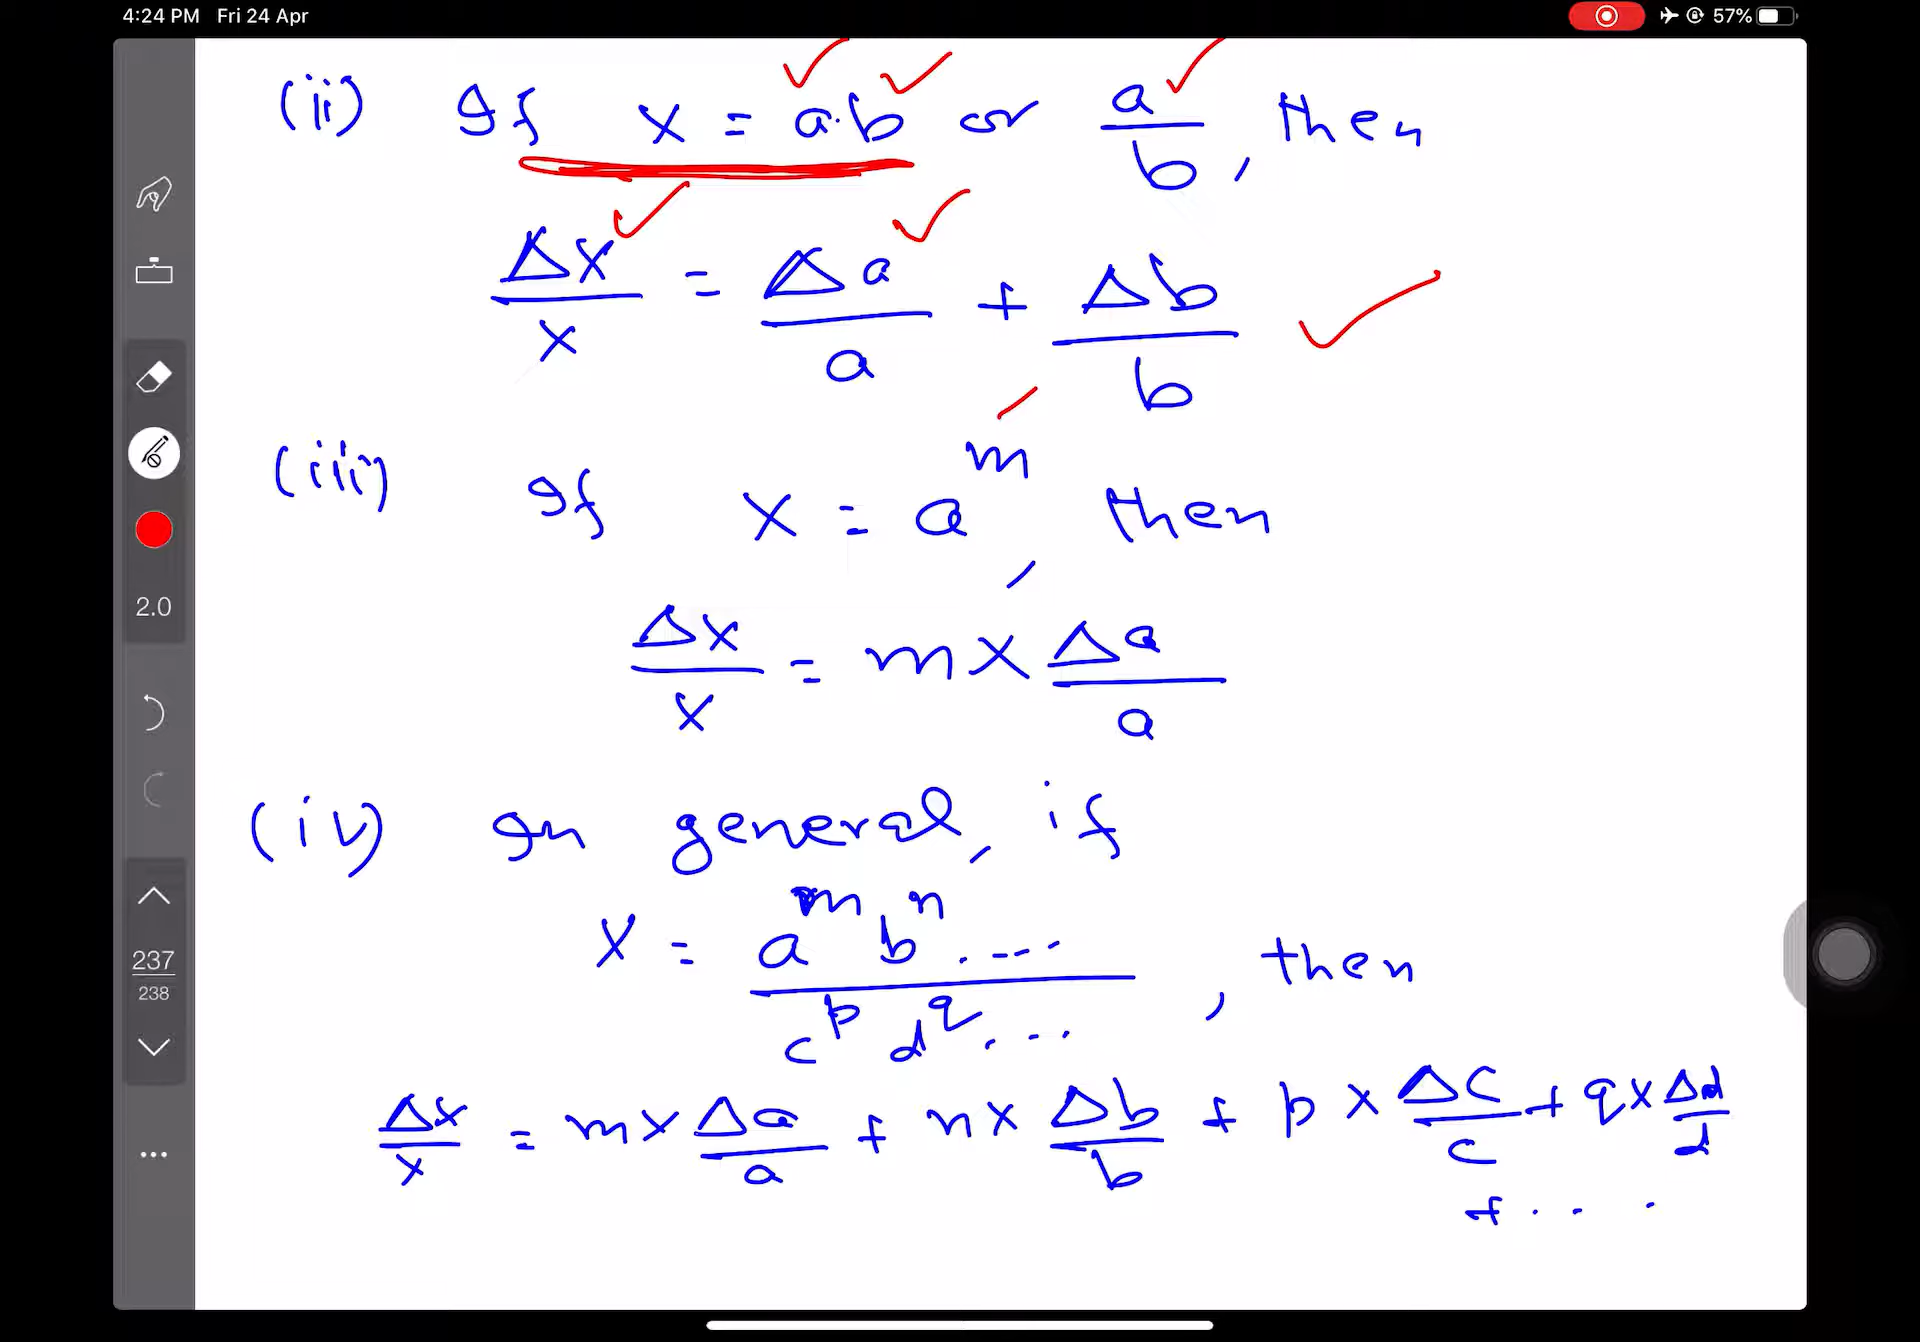 4:24 PM Fri 24 Apr
57%
(ii) If x = a·b or a/b, then
Δx/x = Δa/a + Δb/b
(iii) If x = a^m, then
Δx/x = m × Δa/a
(iv) In general, if
x = a^m b^n .... / c^p d^q ...., then
Δx/x = m × Δa/a + n × Δb/b + p × Δc/c + q × Δd/d
+ . . .
2.0
237
238